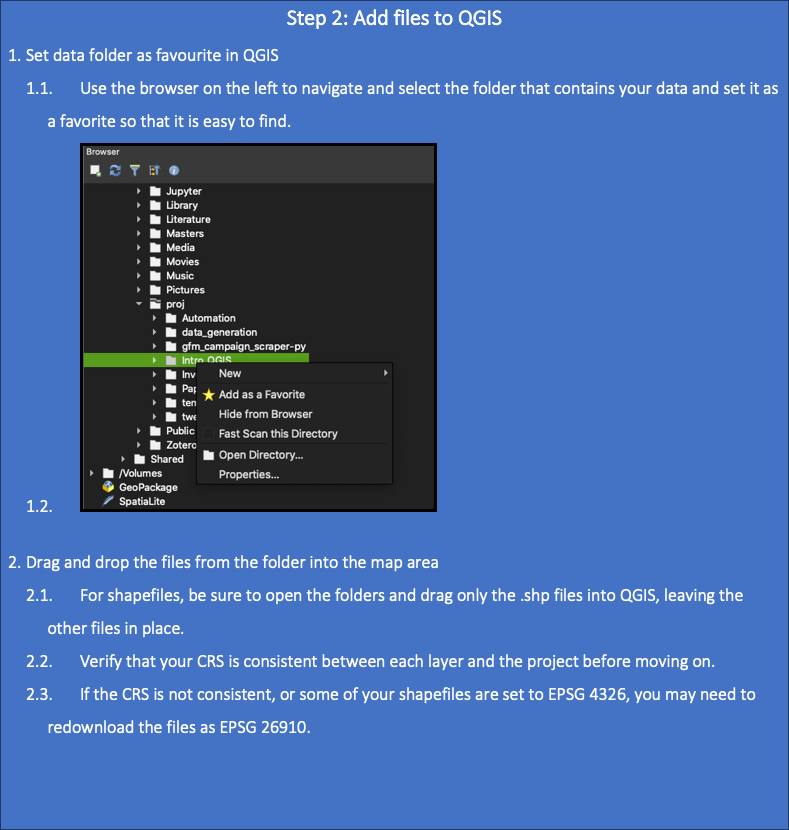 Step 2: Add files to QGIS
1. Set data folder as favourite in QGIS
1.1. Use the browser on the left to navigate and select the folder that contains your data and set it as
a favorite so that it is easy to find.
Browser
Jupyter
Library
Literature
Masters
Media
Movies
Music
Pictures
proj
Automation
data_generation
gfm_campaign_scraper-py
Intro_QGIS
Inv
New
Pap
Add as a Favorite
ten
Hide from Browser
twe
Public
Fast Scan this Directory
Zotero
Open Directory...
Shared
/Volumes
Properties...
GeoPackage
SpatiaLite
1.2.
2. Drag and drop the files from the folder into the map area
2.1. For shapefiles, be sure to open the folders and drag only the .shp files into QGIS, leaving the
other files in place.
2.2. Verify that your CRS is consistent between each layer and the project before moving on.
2.3. If the CRS is not consistent, or some of your shapefiles are set to EPSG 4326, you may need to
redownload the files as EPSG 26910.